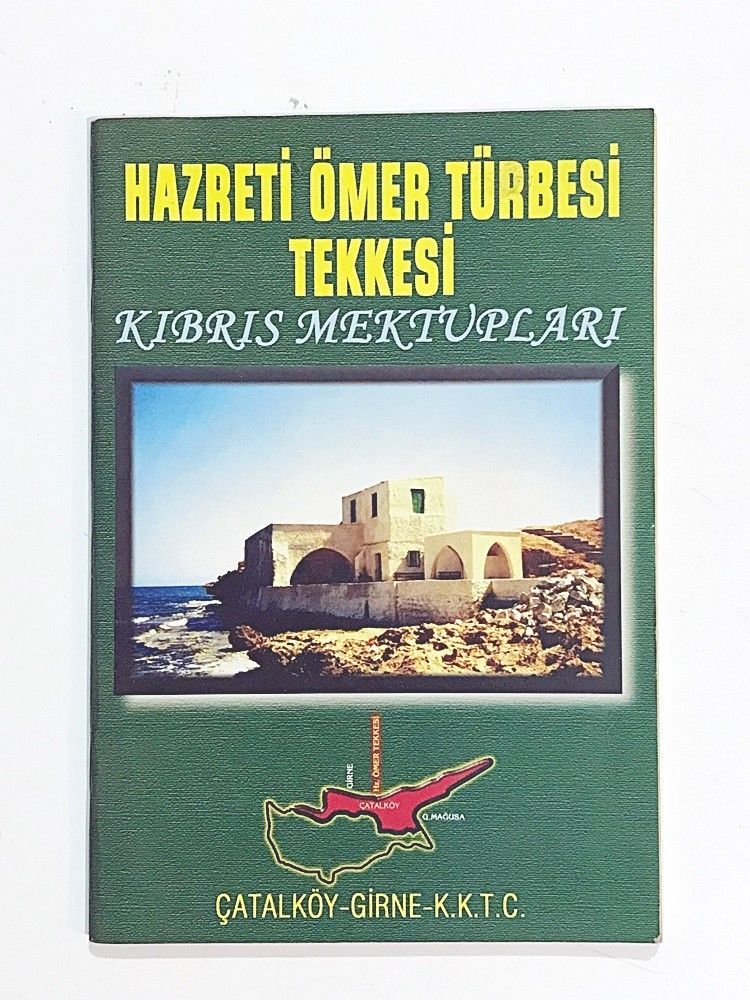 HAZRETİ ÖMER TÜRBESİ
TEKKESİ
KIBRIS MEKTUPLARI
GİRNE
Hz. ÖMER TEKKESİ
ÇATALKÖY
G.MAĞUSA
ÇATALKÖY-GİRNE-K.K.T.C.